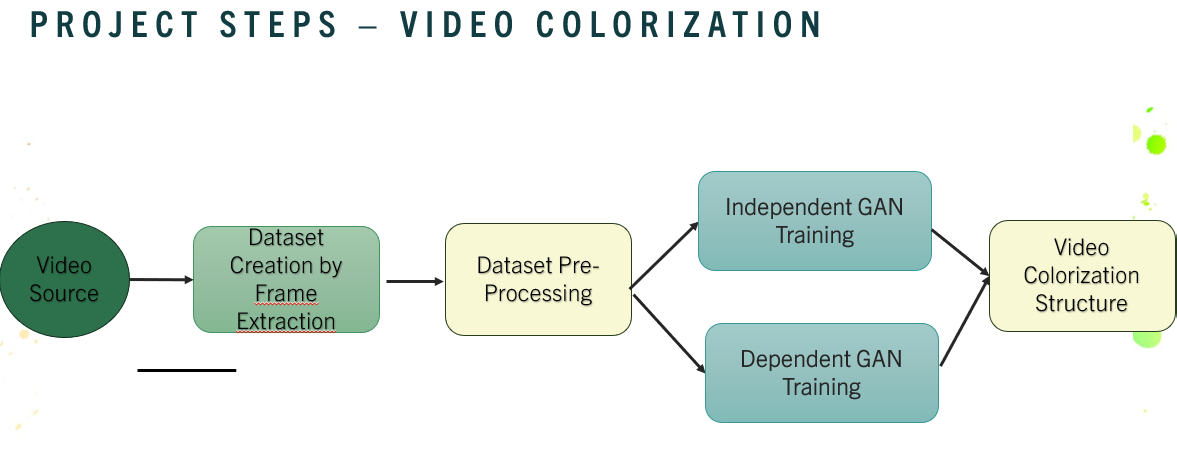 PROJECT STEPS – VIDEO COLORIZATION
Video
Source
Dataset
Creation by
Frame
Extraction
Dataset Pre-
Processing
Independent GAN
Training
Dependent GAN
Training
Video
Colorization
Structure